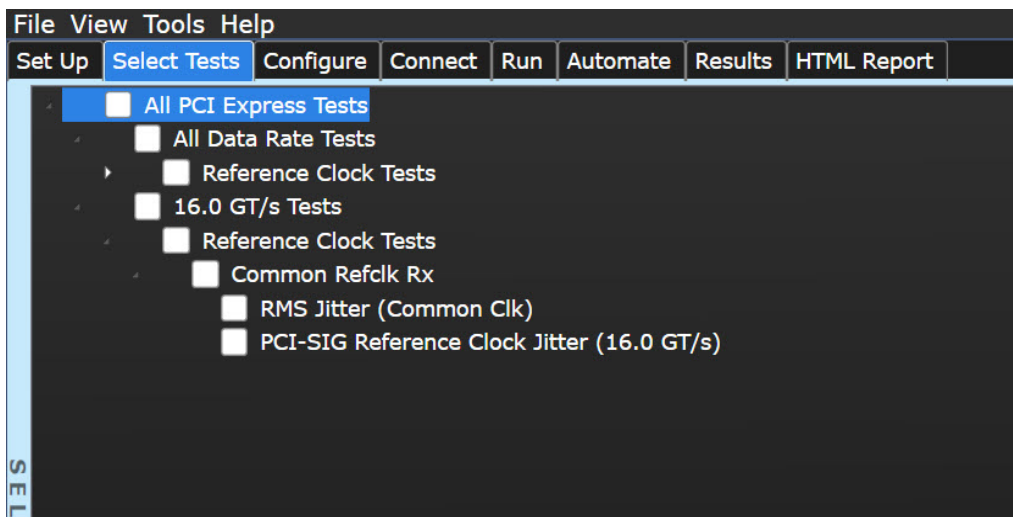 File View Tools Help
Set Up Select Tests Configure Connect Run Automate Results HTML Report
All PCI Express Tests
All Data Rate Tests
Reference Clock Tests
16.0 GT/s Tests
Reference Clock Tests
Common Refclk Rx
RMS Jitter (Common Clk)
PCI-SIG Reference Clock Jitter (16.0 GT/s)
S E L